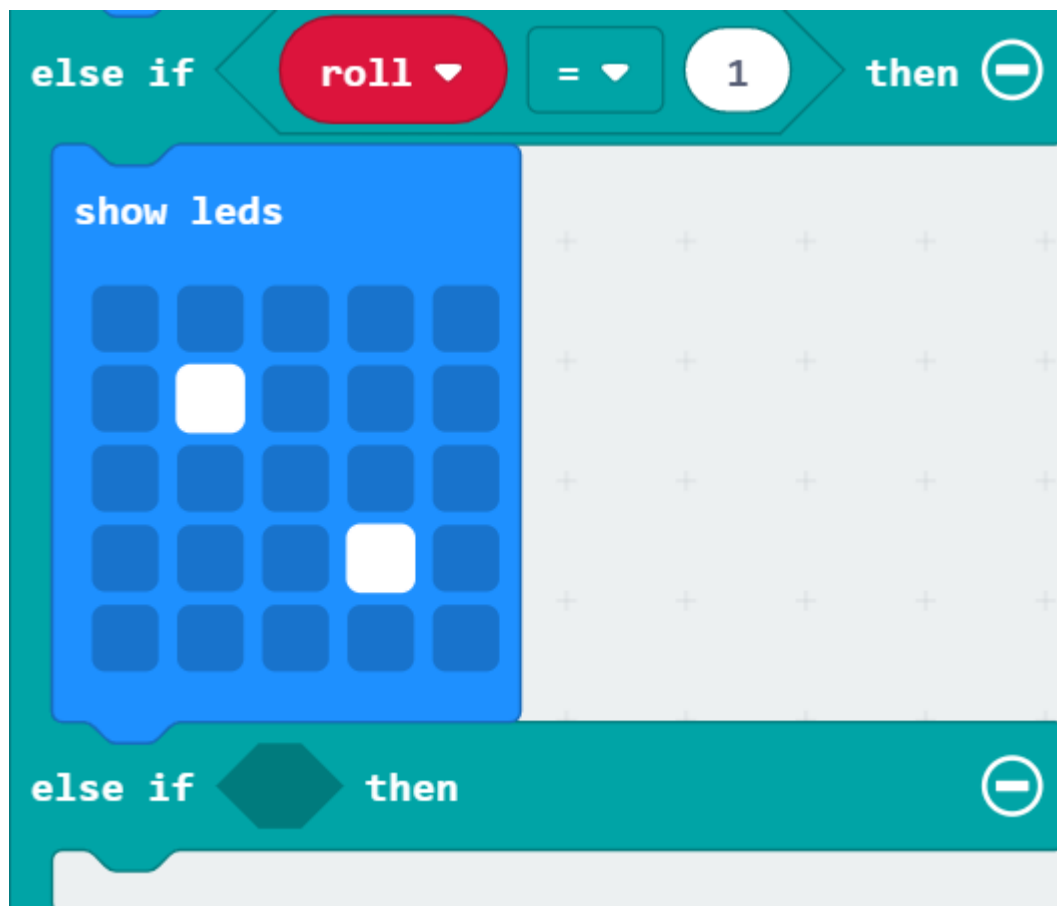 else if roll = 1 then
show leds
else if then